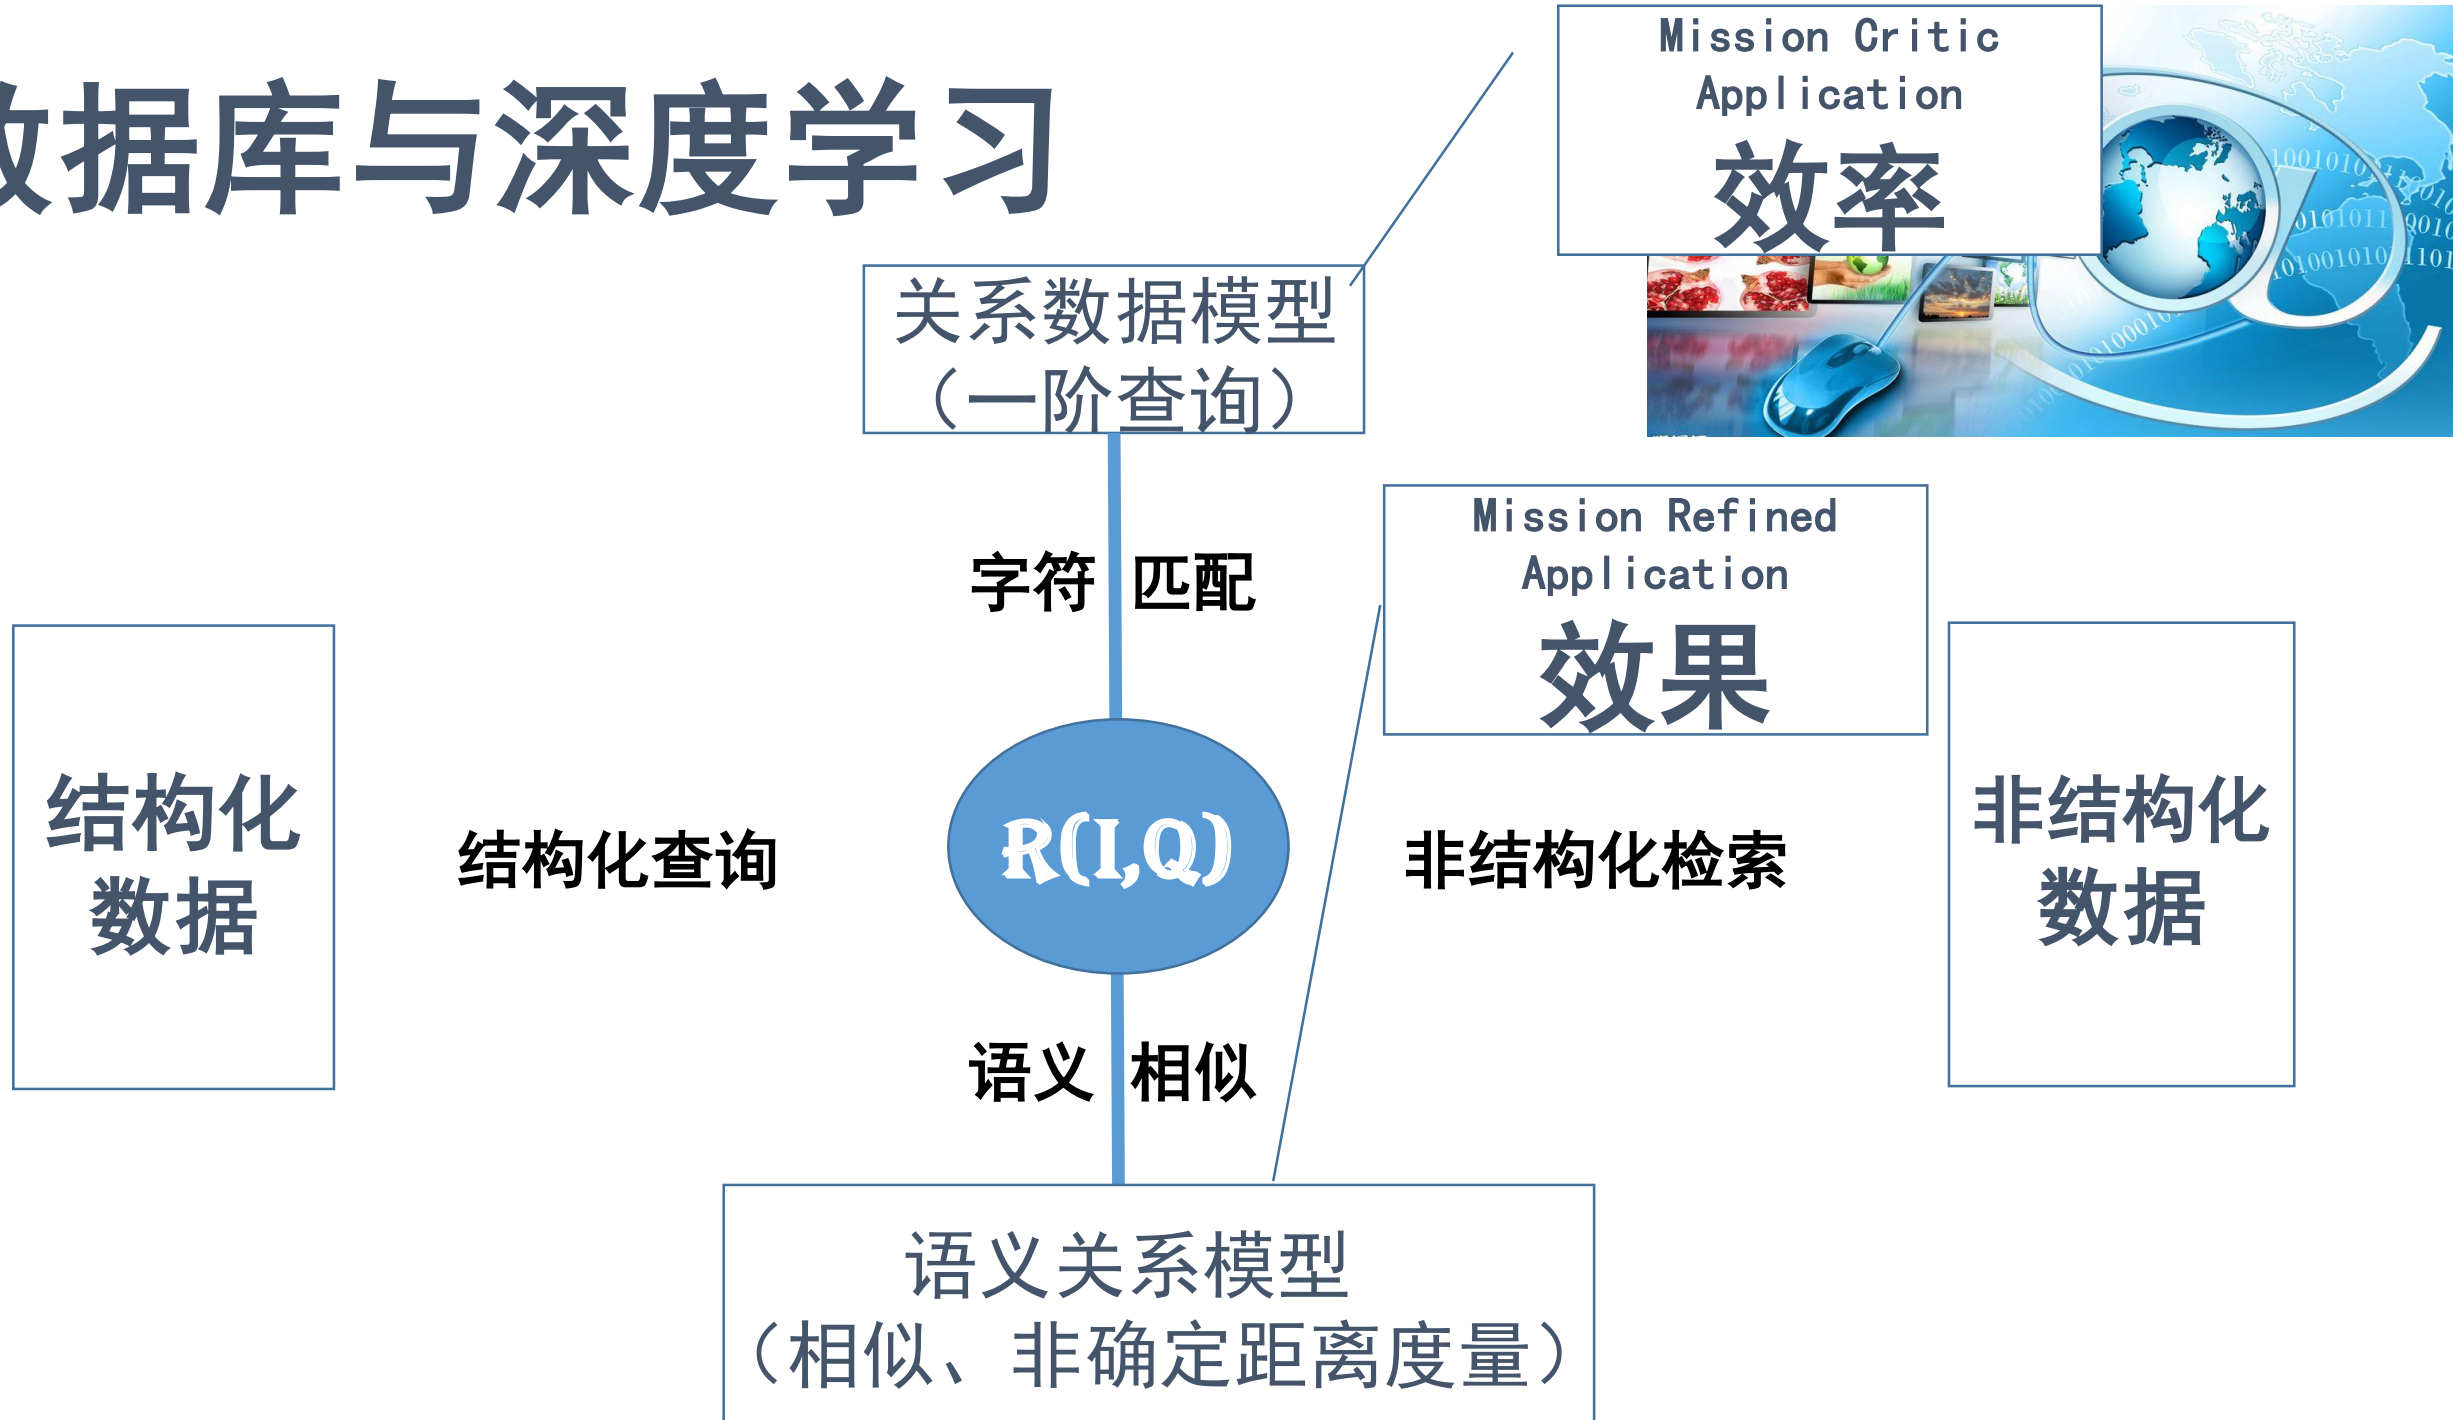 数据库与深度学习
Mission Critic
Application
效率
关系数据模型
（一阶查询）
Mission Refined
Application
效果
字符 匹配
结构化
数据
结构化查询
R(I,Q)
非结构化检索
非结构化
数据
语义 相似
语义关系模型
（相似、非确定距离度量）